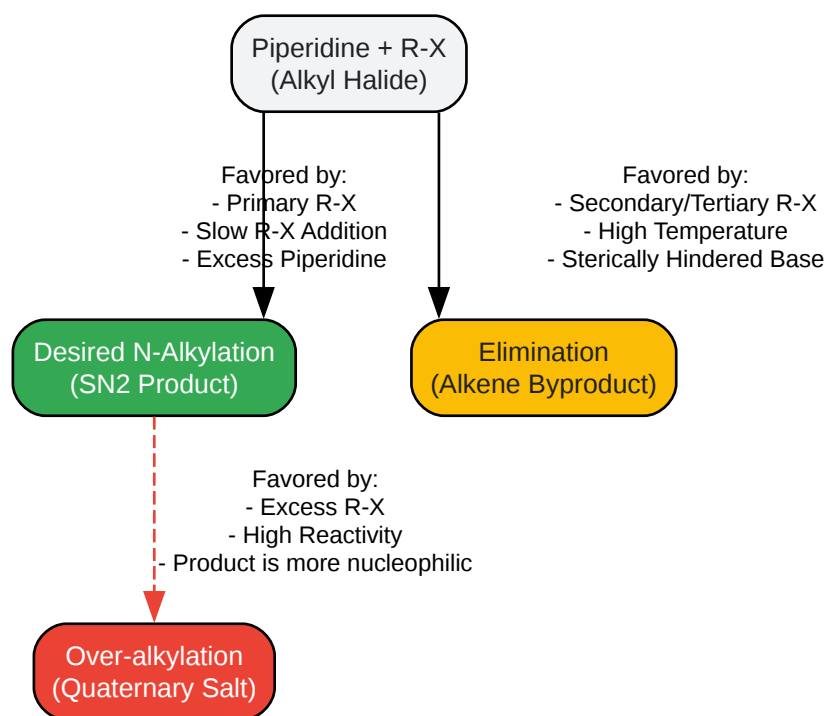 Piperidine + R-X
(Alkyl Halide)
Favored by:
- Primary R-X
- Slow R-X Addition
- Excess Piperidine
Favored by:
- Secondary/Tertiary R-X
- High Temperature
- Sterically Hindered Base
Desired N-Alkylation
(SN2 Product)
Elimination
(Alkene Byproduct)
Favored by:
- Excess R-X
- High Reactivity
- Product is more nucleophilic
Over-alkylation
(Quaternary Salt)